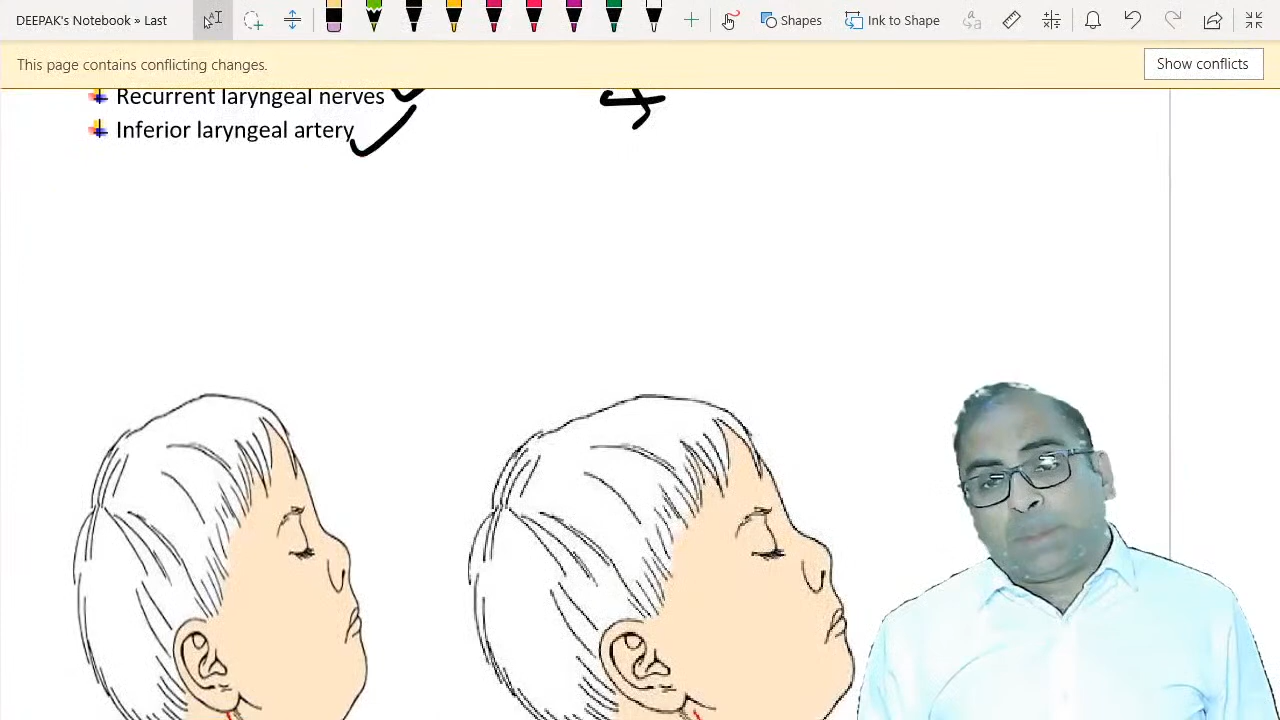 DEEPAK's Notebook » Last
Shapes
Ink to Shape
This page contains conflicting changes.
Show conflicts
Recurrent laryngeal nerves
Inferior laryngeal artery